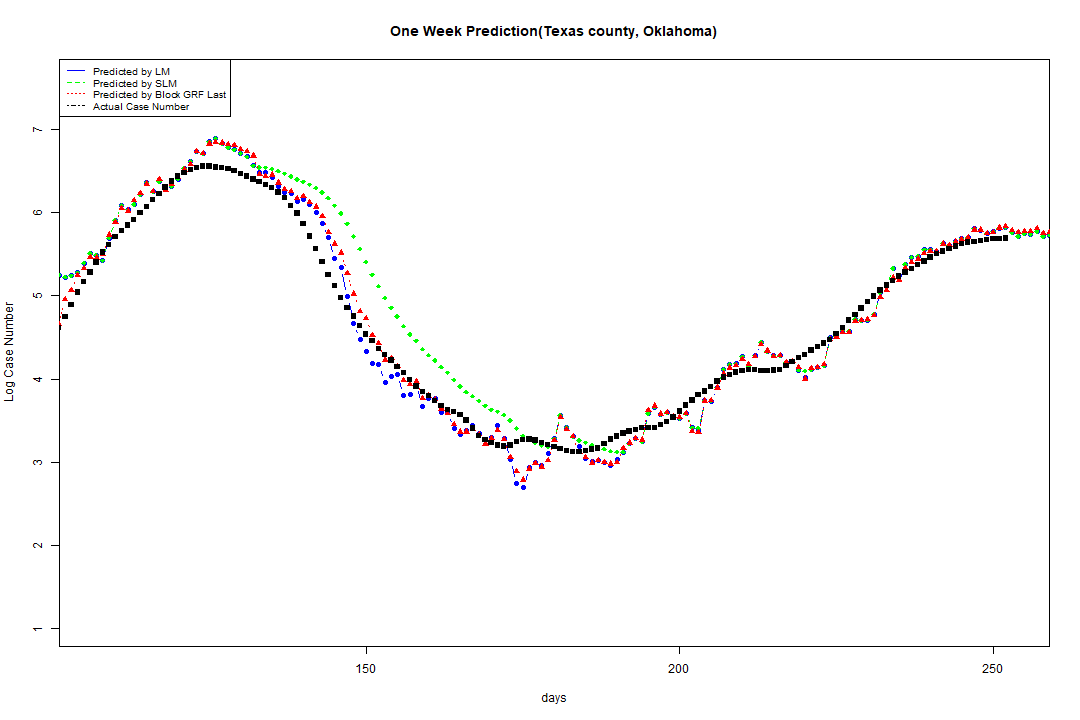 One Week Prediction(Texas county, Oklahoma)
Predicted by LM
Predicted by SLM
Predicted by Block GRF Last
Actual Case Number
7
6
5
4
3
2
1
Log Case Number
150
200
250
days